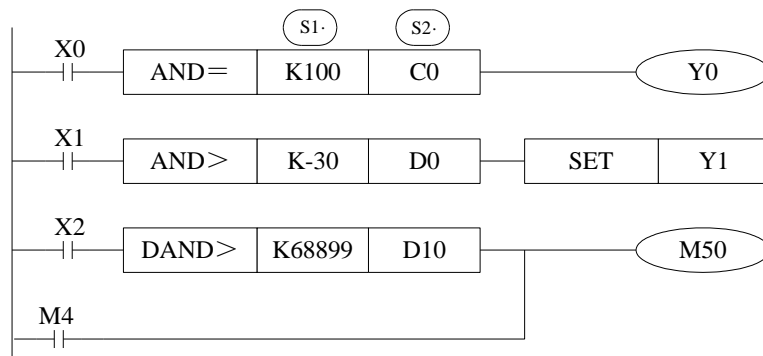 S1· S2·
X0
AND= K100 C0 Y0
X1
AND> K-30 D0 SET Y1
X2
DAND> K68899 D10 M50
M4